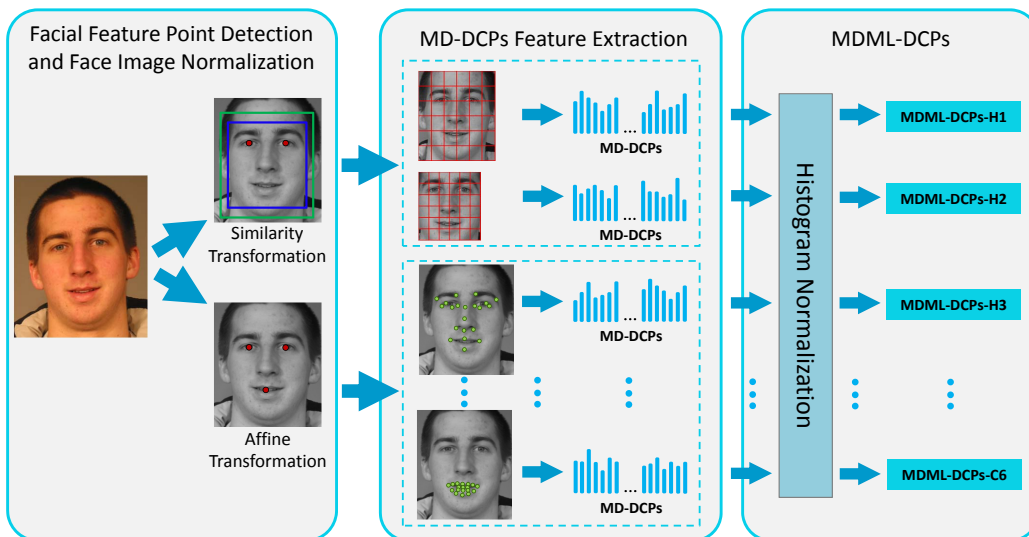 Facial Feature Point Detection
and Face Image Normalization
Similarity
Transformation
Affine
Transformation
MD-DCPs Feature Extraction
...
MD-DCPs
...
MD-DCPs
...
MD-DCPs
...
MD-DCPs
MDML-DCPs
Histogram Normalization
MDML-DCPs-H1
MDML-DCPs-H2
MDML-DCPs-H3
MDML-DCPs-C6